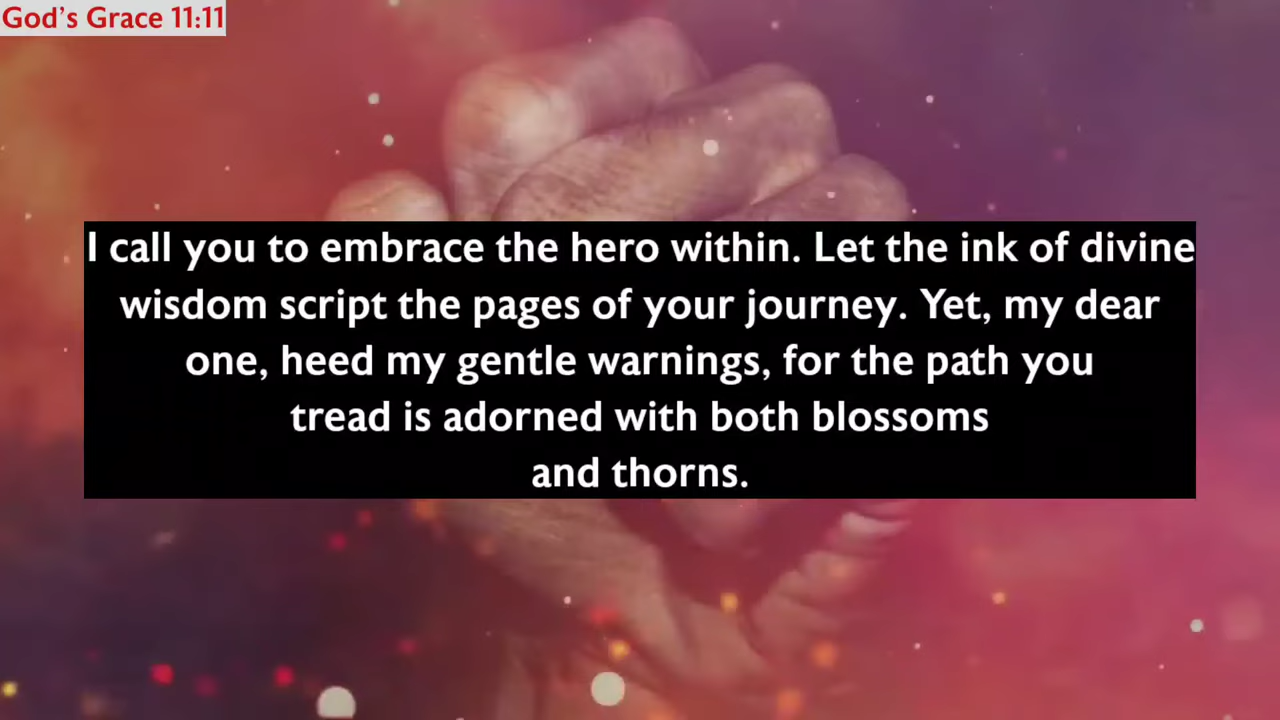 God's Grace 11:11
I call you to embrace the hero within. Let the ink of divine
wisdom script the pages of your journey. Yet, my dear
one, heed my gentle warnings, for the path you
tread is adorned with both blossoms
and thorns.